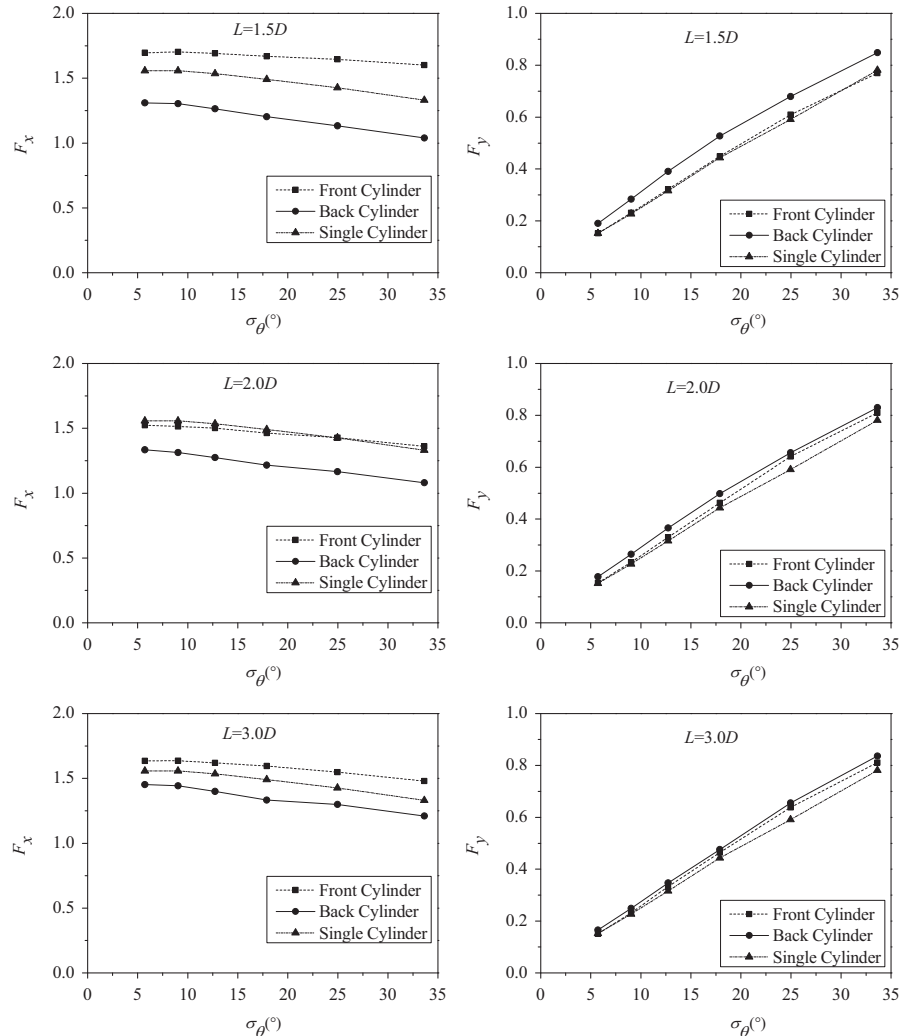 L=1.5D
2.0
1.5
1.0
0.5
0.0
F_x
Front Cylinder
Back Cylinder
Single Cylinder
0 5 10 15 20 25 30 35
σ_θ(°)
L=1.5D
1.0
0.8
0.6
0.4
0.2
0.0
F_y
Front Cylinder
Back Cylinder
Single Cylinder
0 5 10 15 20 25 30 35
σ_θ(°)
L=2.0D
2.0
1.5
1.0
0.5
0.0
F_x
Front Cylinder
Back Cylinder
Single Cylinder
0 5 10 15 20 25 30 35
σ_θ(°)
L=2.0D
1.0
0.8
0.6
0.4
0.2
0.0
F_y
Front Cylinder
Back Cylinder
Single Cylinder
0 5 10 15 20 25 30 35
σ_θ(°)
L=3.0D
2.0
1.5
1.0
0.5
0.0
F_x
Front Cylinder
Back Cylinder
Single Cylinder
0 5 10 15 20 25 30 35
σ_θ(°)
L=3.0D
1.0
0.8
0.6
0.4
0.2
0.0
F_y
Front Cylinder
Back Cylinder
Single Cylinder
0 5 10 15 20 25 30 35
σ_θ(°)